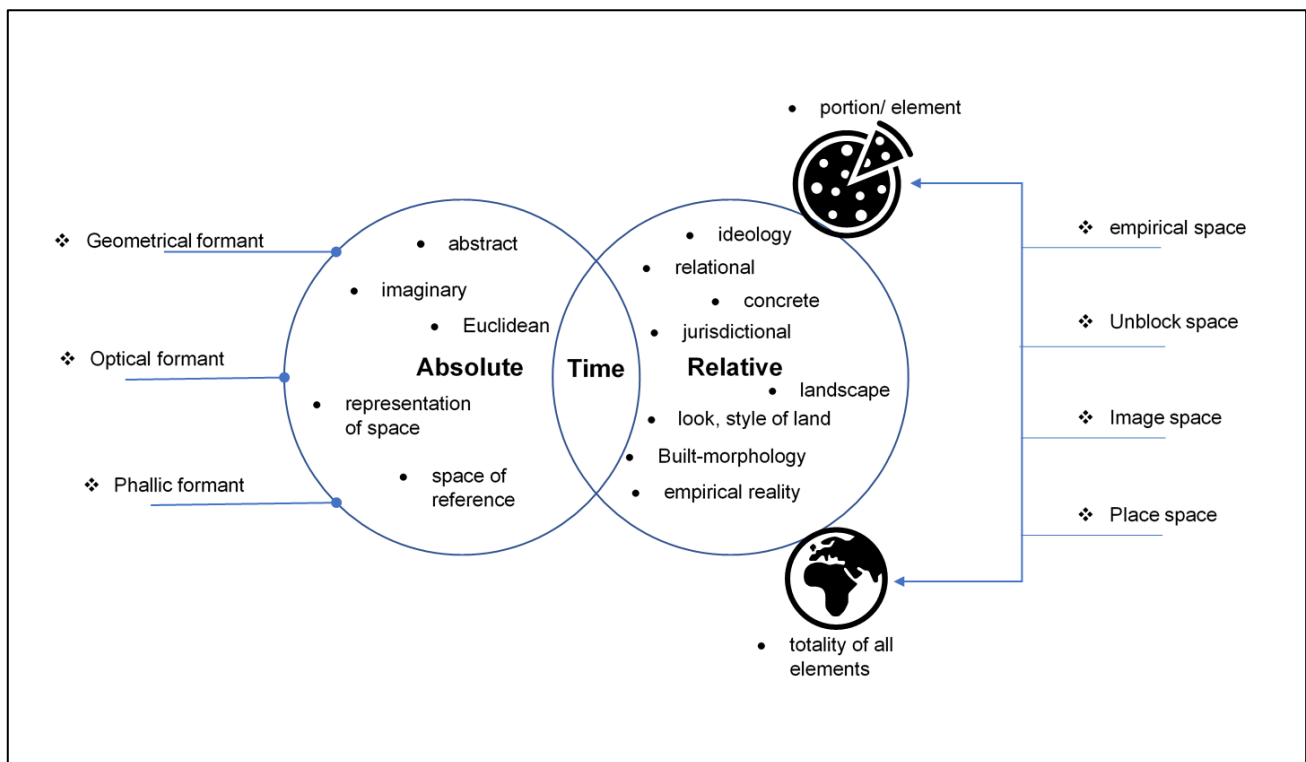 portion/ element
Geometrical formant
Optical formant
Phallic formant
abstract
imaginary
Euclidean
Absolute
representation
of space
space of
reference
Time
ideology
relational
concrete
jurisdictional
Relative
landscape
look, style of land
Built-morphology
empirical reality
totality of all
elements
empirical space
Unblock space
Image space
Place space